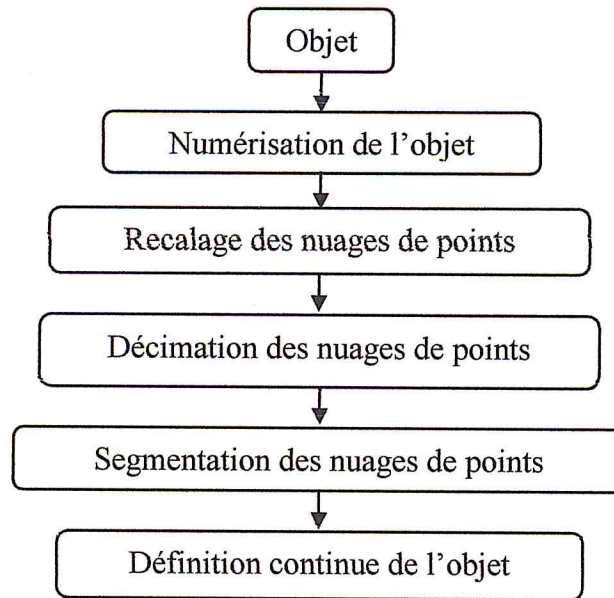 Objet
Numérisation de l’objet
Recalage des nuages de points
Décimation des nuages de points
Segmentation des nuages de points
Définition continue de l’objet